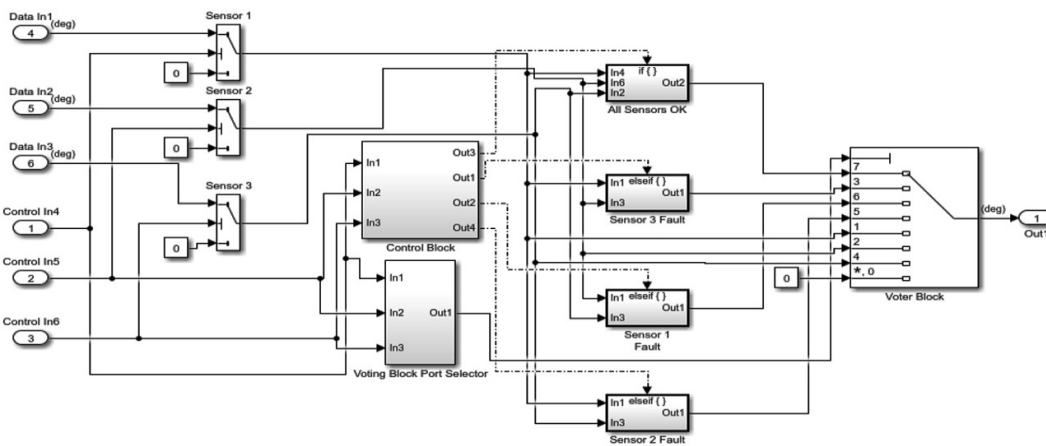 Data In1
4
(deg)
Sensor 1
0
Data In2
5
(deg)
Sensor 2
0
Data In3
6
(deg)
Sensor 3
0
Control In4
1
Control In5
2
Control In6
3
In1
In2
In3
Out3
Out1
Out2
Out4
Control Block
In1
In2
In3
Out1
Voting Block Port Selector
if { }
In4
In6
In2
Out2
All Sensors OK
elseif { }
In1
In3
Out1
Sensor 3 Fault
elseif { }
In1
In3
Out1
Sensor 1
Fault
elseif { }
In1
In3
Out1
Sensor 2 Fault
0
7
3
6
5
1
2
4
*, 0
Voter Block
(deg)
1
Out1